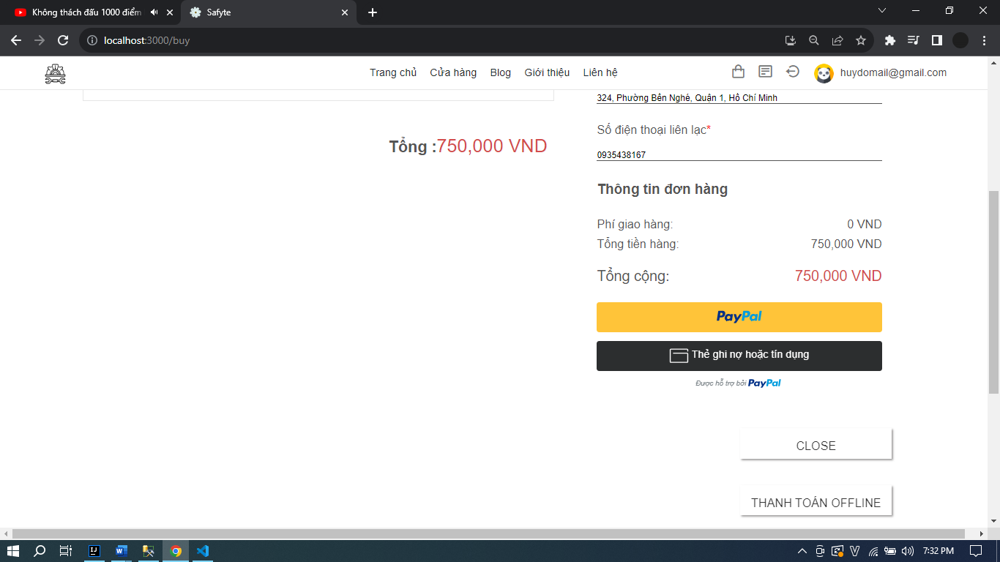 Không thách đấu 1000 điểm
Safyte
localhost:3000/buy
Trang chủ
Cửa hàng
Blog
Giới thiệu
Liên hệ
huydomail@gmail.com
324, Phường Bến Nghé, Quận 1, Hồ Chí Minh
Số điện thoại liên lạc*
0935438167
Tổng :750,000 VND
Thông tin đơn hàng
Phí giao hàng: 0 VND
Tổng tiền hàng: 750,000 VND
Tổng cộng: 750,000 VND
PayPal
Thẻ ghi nợ hoặc tín dụng
Được hỗ trợ bởi PayPal
CLOSE
THANH TOÁN OFFLINE
7:32 PM